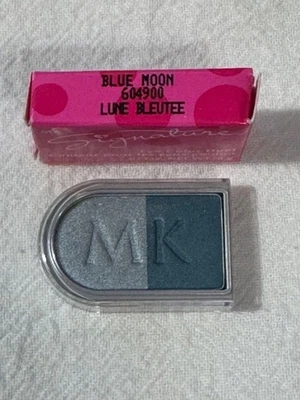 BLUE MOON
604900
LUNE BLEUTEE
Signature
MK